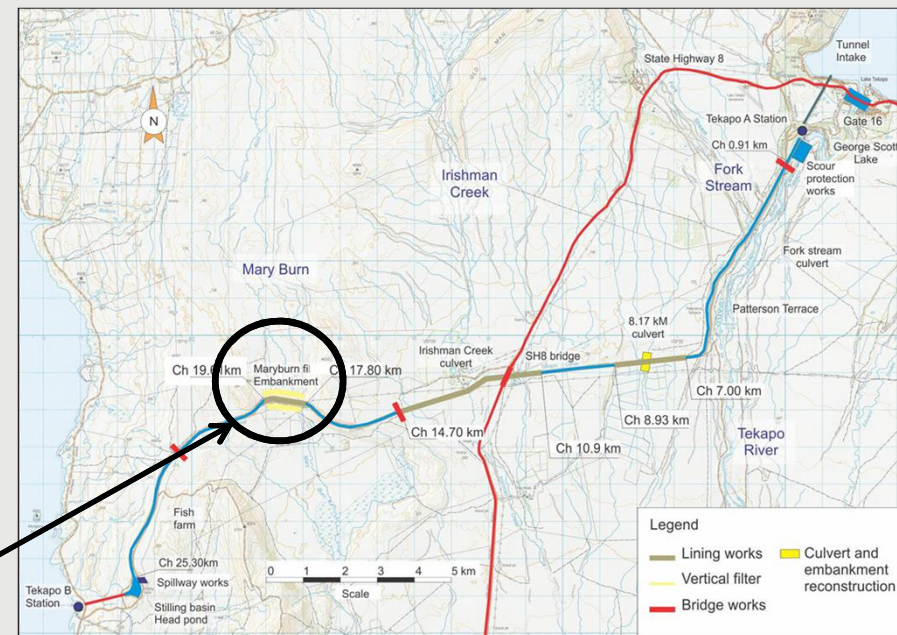 Tunnel
Intake
State Highway 8
Lake Tekapo
Tekapo A Station
Gate 16
Ch 0.91 km
George Scott
Lake
N
Irishman
Creek
Fork
Stream
Scour
protection
works
Mary Burn
Fork stream
culvert
Patterson Terrace
8.17 kM
culvert
Irishman Creek
culvert
SH8 bridge
Ch 19.61km
Maryburn fil
Embankment
Ch 17.80 km
Ch 7.00 km
Ch 14.70 km
Ch 8.93 km
Ch 10.9 km
Tekapo
River
Fish
farm
Ch 25.30km
Spillway works
Tekapo B
Station
Stilling basin
Head pond
0 1 2 3 4 5 km
Scale
Legend
Lining works
Vertical filter
Bridge works
Culvert and
embankment
reconstruction